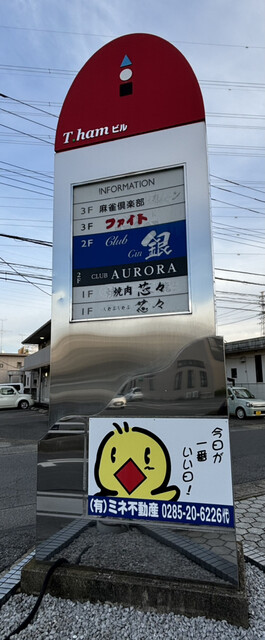 T.ham ビル
INFORMATION
3F 麻雀倶楽部
3F ファイト
2F Club Gin 銀
2F CLUB AURORA
1F 焼肉 芯々
1F 芯々
今日が
一番
いい日!
(有)ミネ不動産 0285-20-6226代